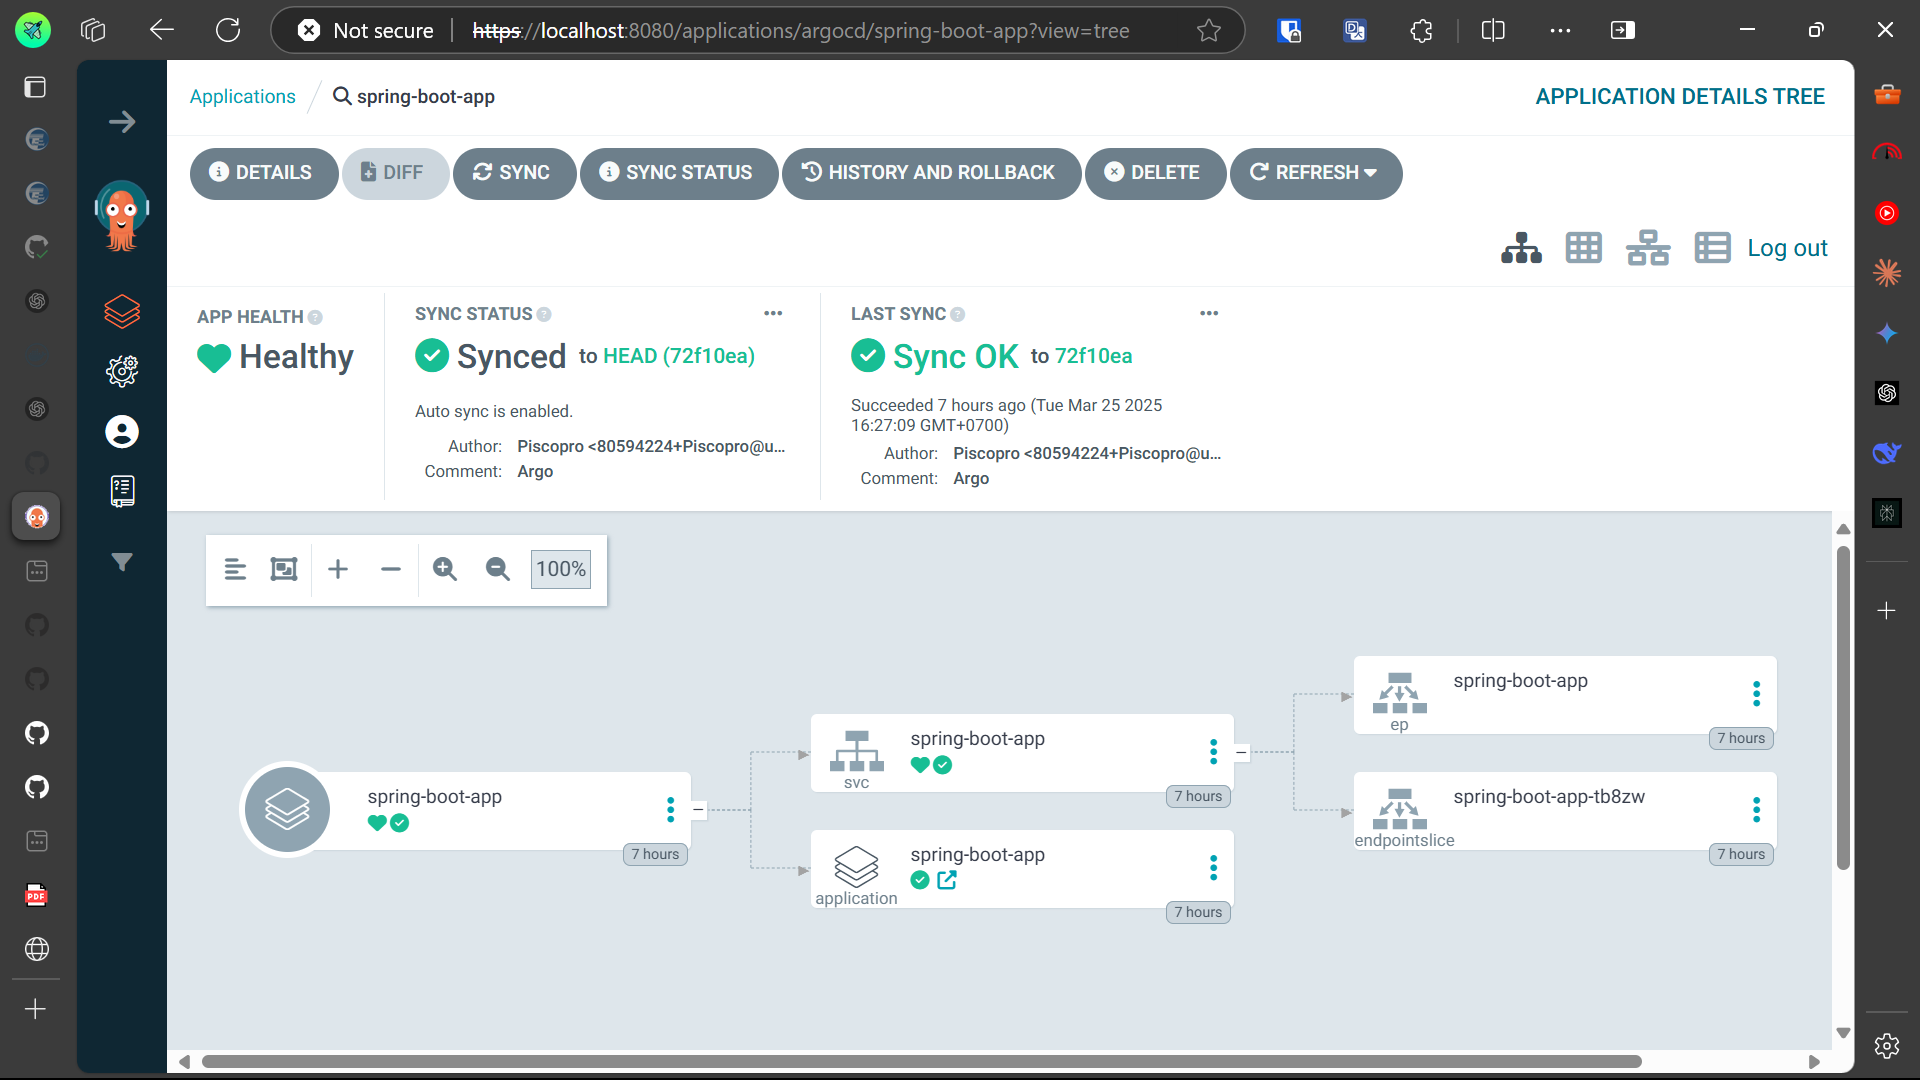 Not secure
https://localhost:8080/applications/argocd/spring-boot-app?view=tree
Applications
spring-boot-app
APPLICATION DETAILS TREE
DETAILS
DIFF
SYNC
SYNC STATUS
HISTORY AND ROLLBACK
DELETE
REFRESH
Log out
APP HEALTH
Healthy
SYNC STATUS
Synced to HEAD (72f10ea)
Auto sync is enabled.
Author: Piscopro <80594224+Piscopro@u...
Comment: Argo
LAST SYNC
Sync OK to 72f10ea
Succeeded 7 hours ago (Tue Mar 25 2025
16:27:09 GMT+0700)
Author: Piscopro <80594224+Piscopro@u...
Comment: Argo
100%
spring-boot-app
7 hours
svc
spring-boot-app
7 hours
application
spring-boot-app
7 hours
ep
spring-boot-app
7 hours
endpointslice
spring-boot-app-tb8zw
7 hours
PDF